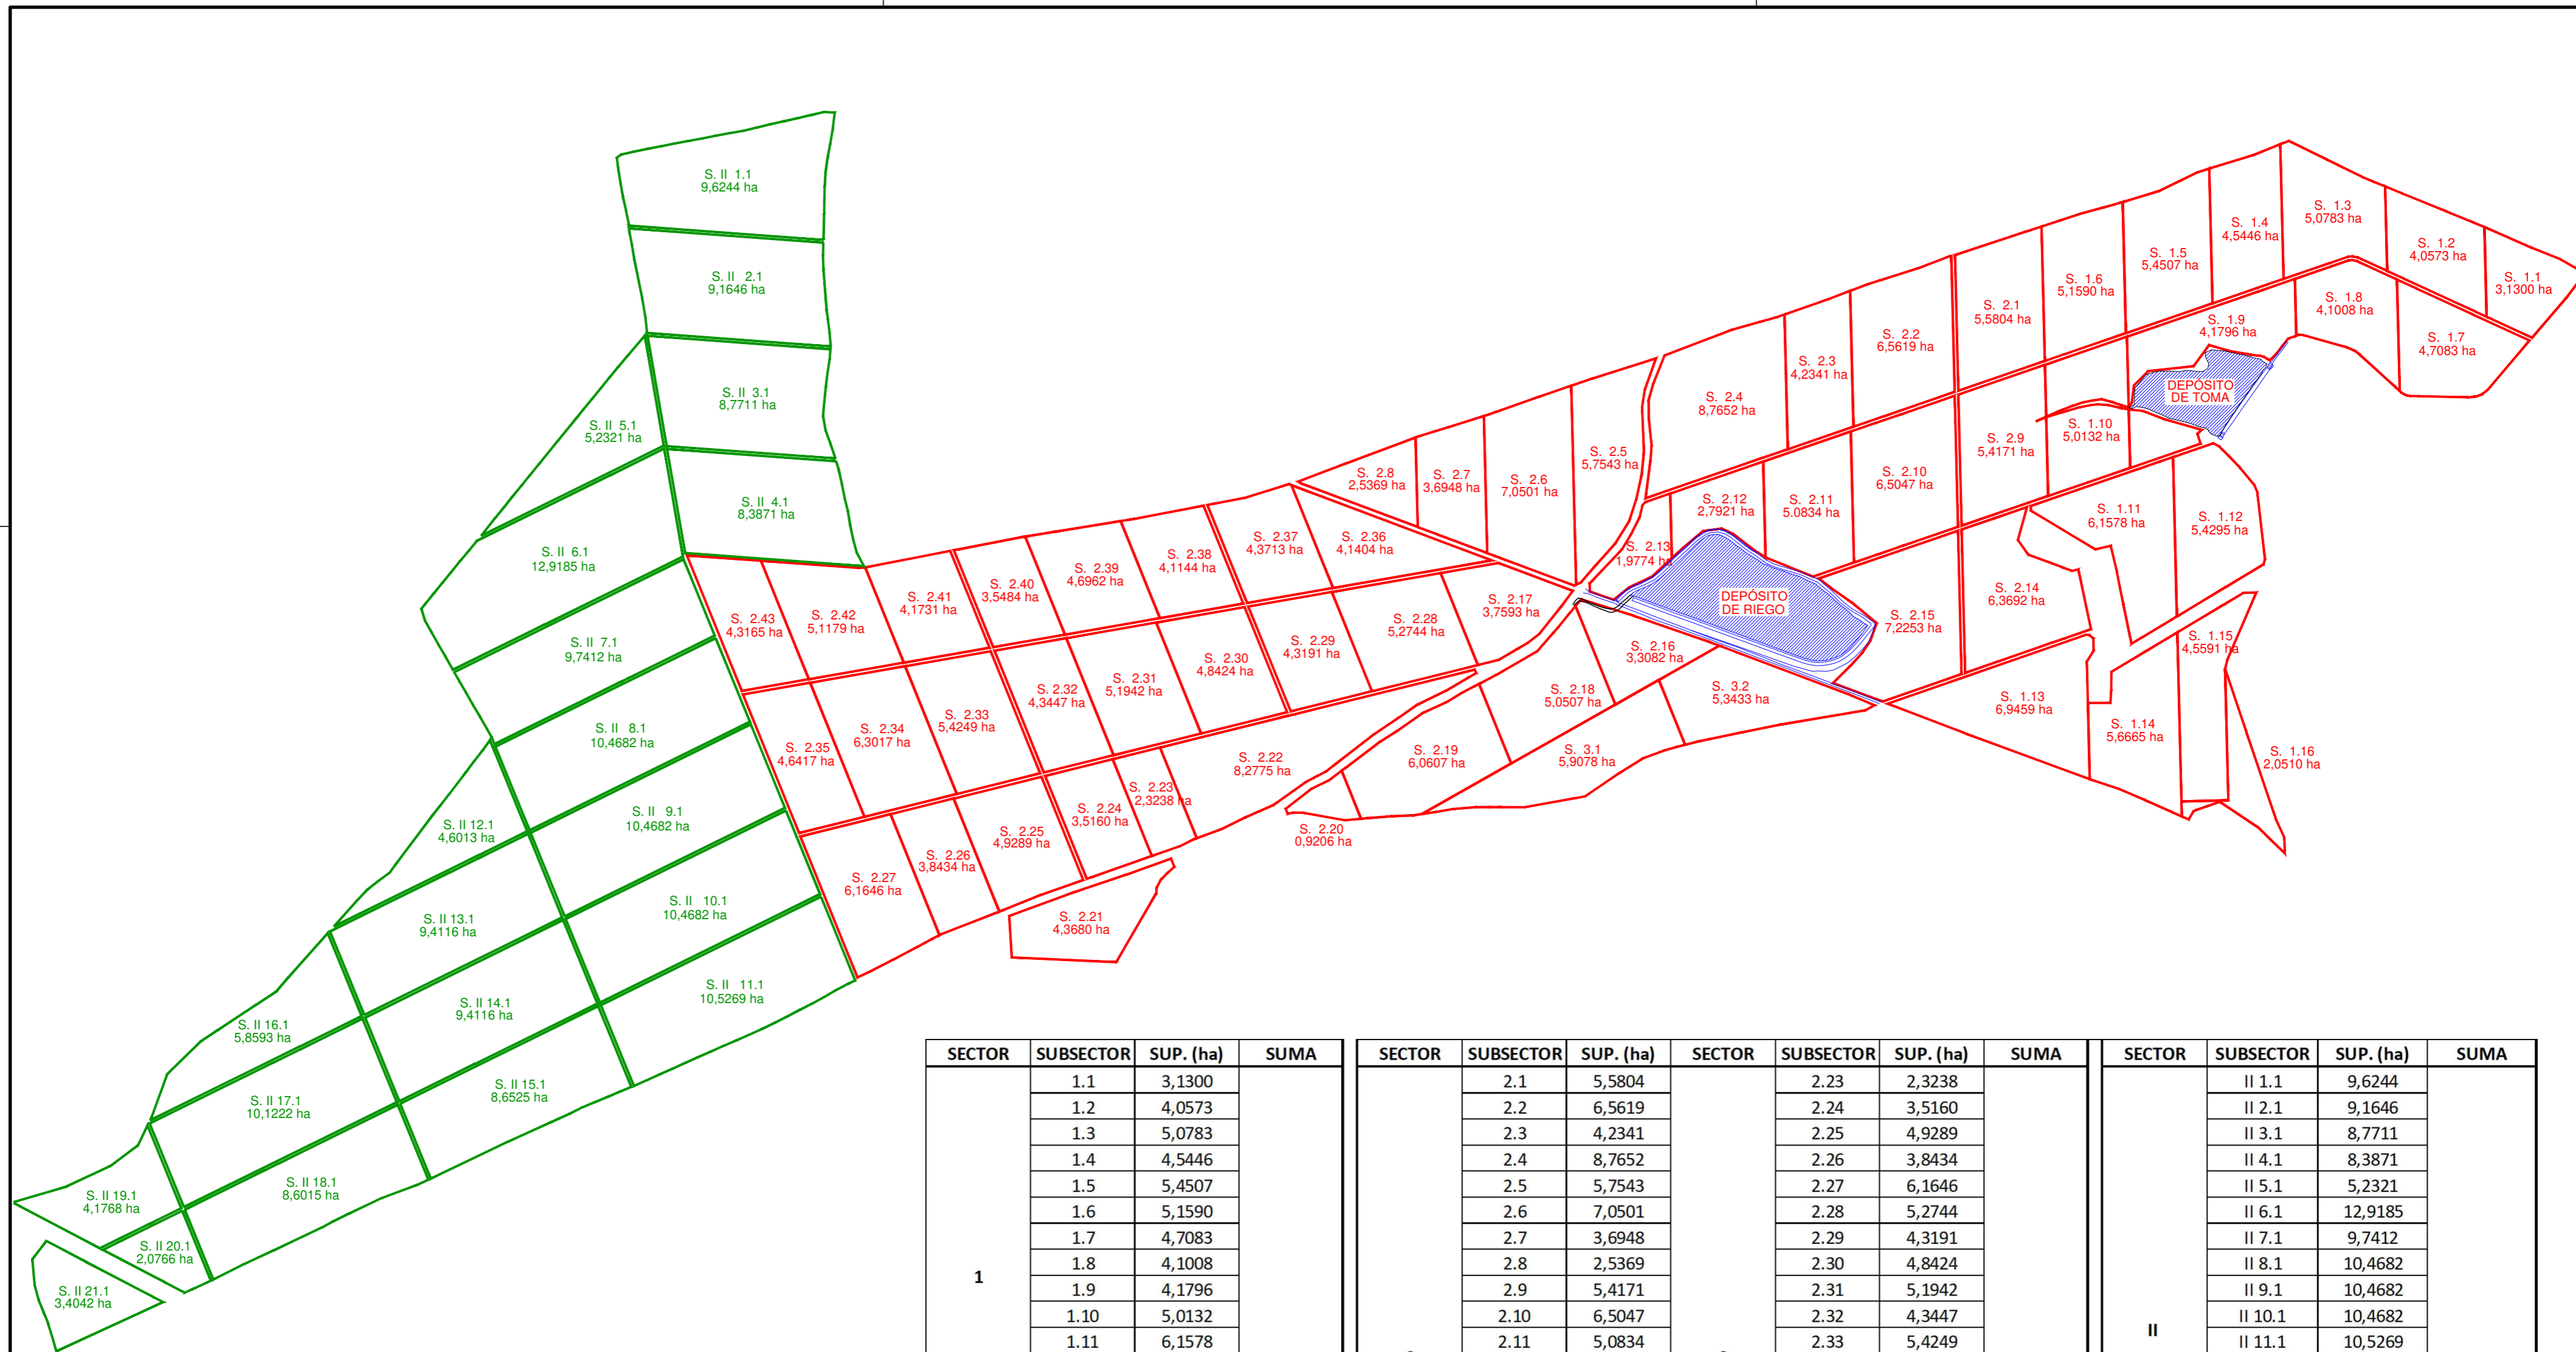 S. II 1.1
9,6244 ha
S. II 2.1
9,1646 ha
S. II 3.1
8,7711 ha
S. II 5.1
5,2321 ha
S. II 4.1
8,3871 ha
S. II 6.1
12,9185 ha
S. II 7.1
9,7412 ha
S. II 8.1
10,4682 ha
S. II 9.1
10,4682 ha
S. II 12.1
4,6013 ha
S. II 10.1
10,4682 ha
S. II 13.1
9,4116 ha
S. II 11.1
10,5269 ha
S. II 14.1
9,4116 ha
S. II 16.1
5,8593 ha
S. II 15.1
8,6525 ha
S. II 17.1
10,1222 ha
S. II 18.1
8,6015 ha
S. II 19.1
4,1768 ha
S. II 20.1
2,0766 ha
S. II 21.1
3,4042 ha
S. 2.43
4,3165 ha
S. 2.42
5,1179 ha
S. 2.41
4,1731 ha
S. 2.40
3,5484 ha
S. 2.39
4,6962 ha
S. 2.38
4,1144 ha
S. 2.37
4,3713 ha
S. 2.36
4,1404 ha
S. 2.35
4,6417 ha
S. 2.34
6,3017 ha
S. 2.33
5,4249 ha
S. 2.32
4,3447 ha
S. 2.31
5,1942 ha
S. 2.30
4,8424 ha
S. 2.29
4,3191 ha
S. 2.28
5,2744 ha
S. 2.17
3,7593 ha
S. 2.27
6,1646 ha
S. 2.26
3,8434 ha
S. 2.25
4,9289 ha
S. 2.24
3,5160 ha
S. 2.23
2,3238 ha
S. 2.22
8,2775 ha
S. 2.21
4,3680 ha
S. 2.20
0,9206 ha
S. 2.19
6,0607 ha
S. 2.18
5,0507 ha
S. 2.16
3,3082 ha
S. 3.1
5,9078 ha
S. 3.2
5,3433 ha
S. 2.8
2,5369 ha
S. 2.7
3,6948 ha
S. 2.6
7,0501 ha
S. 2.5
5,7543 ha
S. 2.4
8,7652 ha
S. 2.3
4,2341 ha
S. 2.2
6,5619 ha
S. 2.1
5,5804 ha
S. 1.6
5,1590 ha
S. 1.5
5,4507 ha
S. 1.4
4,5446 ha
S. 1.3
5,0783 ha
S. 1.2
4,0573 ha
S. 1.1
3,1300 ha
S. 1.9
4,1796 ha
S. 1.8
4,1008 ha
S. 1.7
4,7083 ha
DEPÓSITO
DE TOMA
S. 2.13
1,9774 ha
S. 2.12
2,7921 ha
S. 2.11
5.0834 ha
S. 2.10
6,5047 ha
S. 2.9
5,4171 ha
S. 1.10
5,0132 ha
S. 1.11
6,1578 ha
S. 1.12
5,4295 ha
DEPÓSITO
DE RIEGO
S. 2.15
7,2253 ha
S. 2.14
6,3692 ha
S. 1.15
4,5591 ha
S. 1.13
6,9459 ha
S. 1.14
5,6665 ha
S. 1.16
2,0510 ha
SECTOR SUBSECTOR SUP. (ha) SUMA SECTOR SUBSECTOR SUP. (ha) SECTOR SUBSECTOR SUP. (ha) SUMA SECTOR SUBSECTOR SUP. (ha) SUMA
1.1 3,1300 2.1 5,5804 2.23 2,3238 II 1.1 9,6244
1.2 4,0573 2.2 6,5619 2.24 3,5160 II 2.1 9,1646
1.3 5,0783 2.3 4,2341 2.25 4,9289 II 3.1 8,7711
1.4 4,5446 2.4 8,7652 2.26 3,8434 II 4.1 8,3871
1.5 5,4507 2.5 5,7543 2.27 6,1646 II 5.1 5,2321
1.6 5,1590 2.6 7,0501 2.28 5,2744 II 6.1 12,9185
1.7 4,7083 2.7 3,6948 2.29 4,3191 II 7.1 9,7412
1.8 4,1008 2.8 2,5369 2.30 4,8424 II 8.1 10,4682
1 1.9 4,1796 2.9 5,4171 2.31 5,1942 II 9.1 10,4682
1.10 5,0132 2.10 6,5047 2.32 4,3447 II 10.1 10,4682
1.11 6,1578 2.11 5,0834 2.33 5,4249 II II 11.1 10,5269